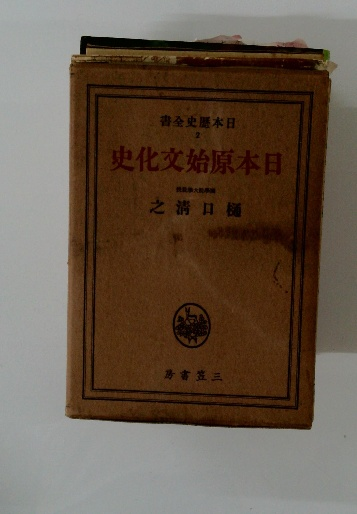 日本歴史全書
2
日本原始文化史
樋口清之
三笠書房